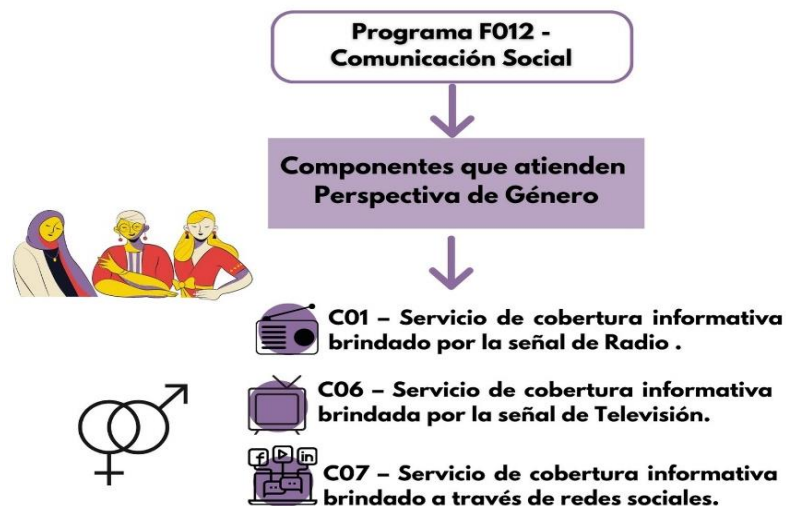 Programa F012 -
Comunicación Social
Componentes que atienden
Perspectiva de Género
C01 – Servicio de cobertura informativa
brindado por la señal de Radio .
C06 – Servicio de cobertura informativa
brindada por la señal de Televisión.
f in
C07 – Servicio de cobertura informativa
brindado a través de redes sociales.